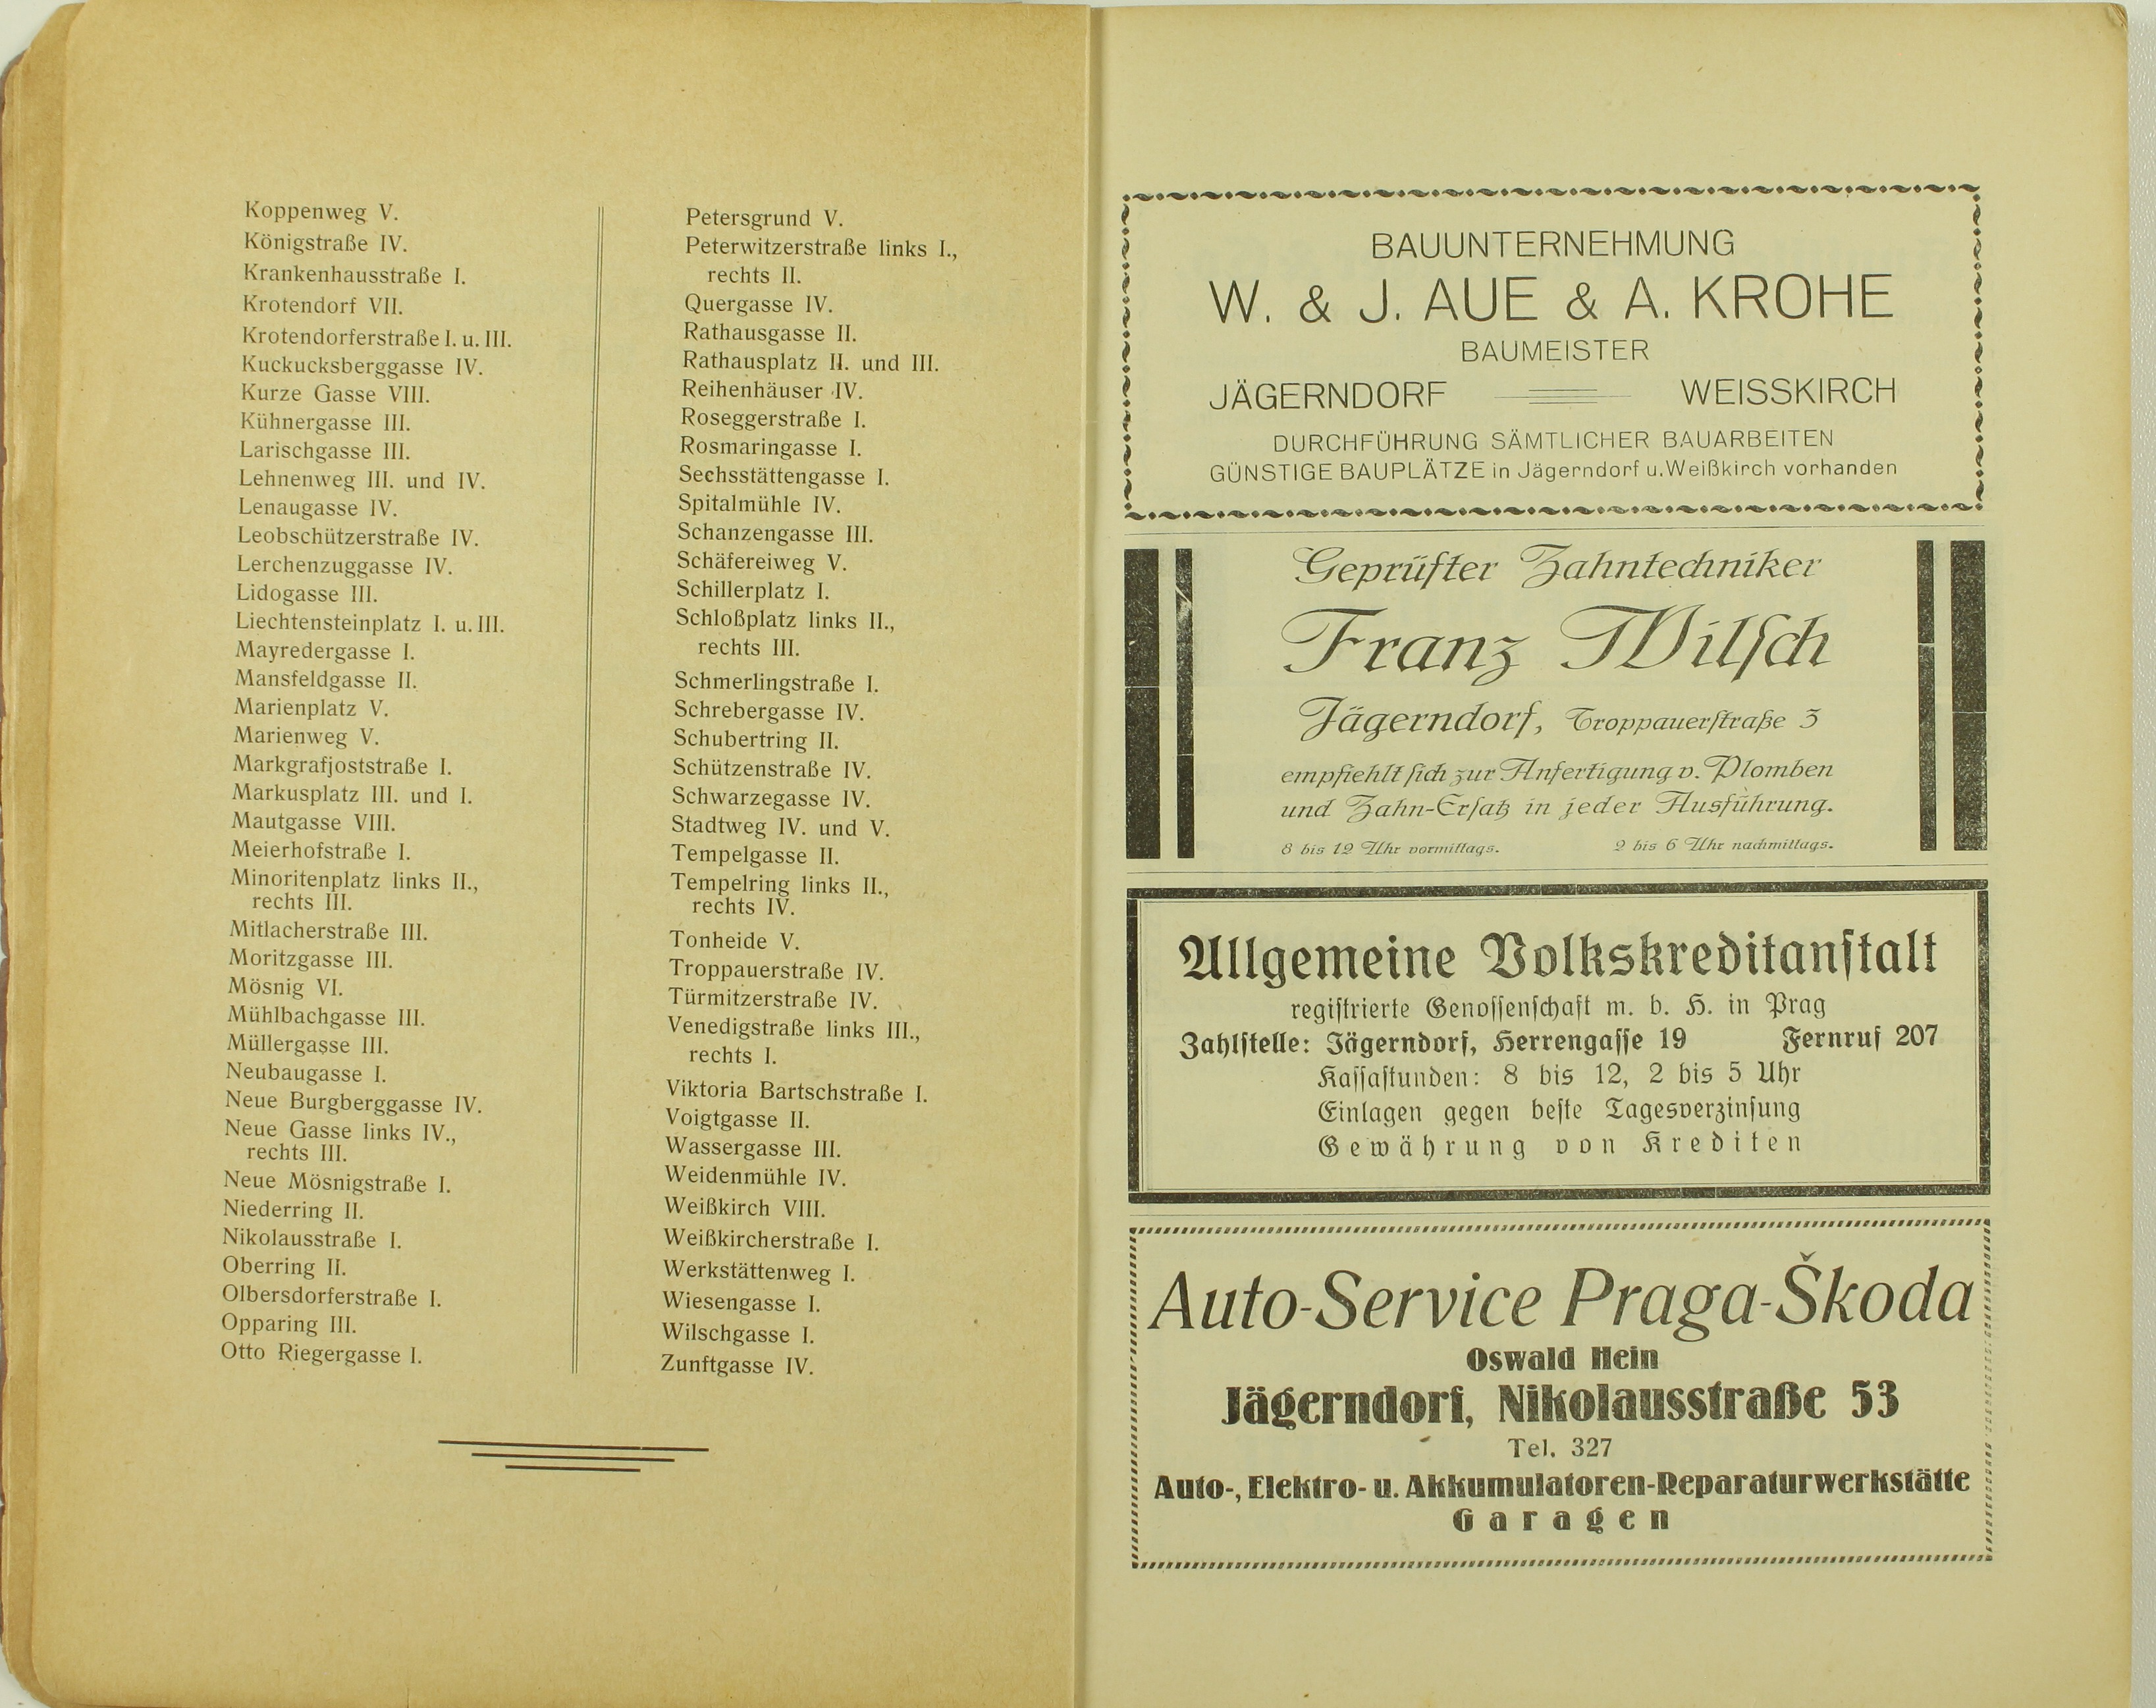 Koppenweg V.
Königstraße IV.
Krankenhausstraße I.
Krotendorf VII.
Krotendorferstraße I. u. III.
Kuckucksberggasse IV.
Kurze Gasse VIII.
Kühnergasse III.
Larischgasse III.
Lehnenweg III. und IV.
Lenaugasse IV.
Leobschützerstraße IV.
Lerchenzuggasse IV.
Lidogasse III.
Liechtensteinplatz I. u. III.
Mayredergasse I.
Mansfeldgasse II.
Marienplatz V.
Marienweg V.
Markgrafjoststraße I.
Markusplatz III. und I.
Mautgasse VIII.
Meierhofstraße I.
Minoritenplatz links II.,
rechts III.
Mitlacherstraße III.
Moritzgasse III.
Mösnig VI.
Mühlbachgasse III.
Müllergasse III.
Neubaugasse I.
Neue Burgberggasse IV.
Neue Gasse links IV.,
rechts III.
Neue Mösnigstraße I.
Niederring II.
Nikolausstraße I.
Oberring II.
Olbersdorferstraße I.
Opparing III.
Otto Riegergasse I.
Petersgrund V.
Peterwitzerstraße links I.,
rechts II.
Quergasse IV.
Rathausgasse II.
Rathausplatz II. und III.
Reihenhäuser IV.
Roseggerstraße I.
Rosmaringasse I.
Sechsstättengasse I.
Spitalmühle IV.
Schanzengasse III.
Schäfereiweg V.
Schillerplatz I.
Schloßplatz links II.,
rechts III.
Schmerlingstraße I.
Schrebergasse IV.
Schubertring II.
Schützenstraße IV.
Schwarzegasse IV.
Stadtweg IV. und V.
Tempelgasse II.
Tempelring links II.,
rechts IV.
Tonheide V.
Troppauerstraße IV.
Türmitzerstraße IV.
Venedigstraße links III.,
rechts I.
Viktoria Bartschstraße I.
Voigtgasse II.
Wassergasse III.
Weidenmühle IV.
Weißkirch VIII.
Weißkircherstraße I.
Werkstättenweg I.
Wiesengasse I.
Wilschgasse I.
Zunftgasse IV.
BAUUNTERNEHMUNG
W. & J. AUE & A. KROHE
BAUMEISTER
JÄGERNDORF WEISSKIRCH
DURCHFÜHRUNG SÄMTLICHER BAUARBEITEN
GÜNSTIGE BAUPLÄTZE in Jägerndorf u. Weißkirch vorhanden
Geprüfter Zahntechniker
Franz Wilsch
Jägerndorf, Troppauerstraße 3
empfiehlt sich zur Anfertigung v. Plomben
und Zahn-Ersatz in jeder Ausführung.
8 bis 12 Uhr vormittags. 2 bis 6 Uhr nachmittags.
Allgemeine Volkskreditanstalt
registrierte Genossenschaft m. b. H. in Prag
Zahlstelle: Jägerndorf, Herrengasse 19 Fernruf 207
Kassastunden: 8 bis 12, 2 bis 5 Uhr
Einlagen gegen beste Tagesverzinsung
Gewährung von Krediten
Auto-Service Praga-Škoda
Oswald Hein
Jägerndorf, Nikolausstraße 53
Tel. 327
Auto-, Elektro- u. Akkumulatoren-Reparaturwerkstätte
Garagen